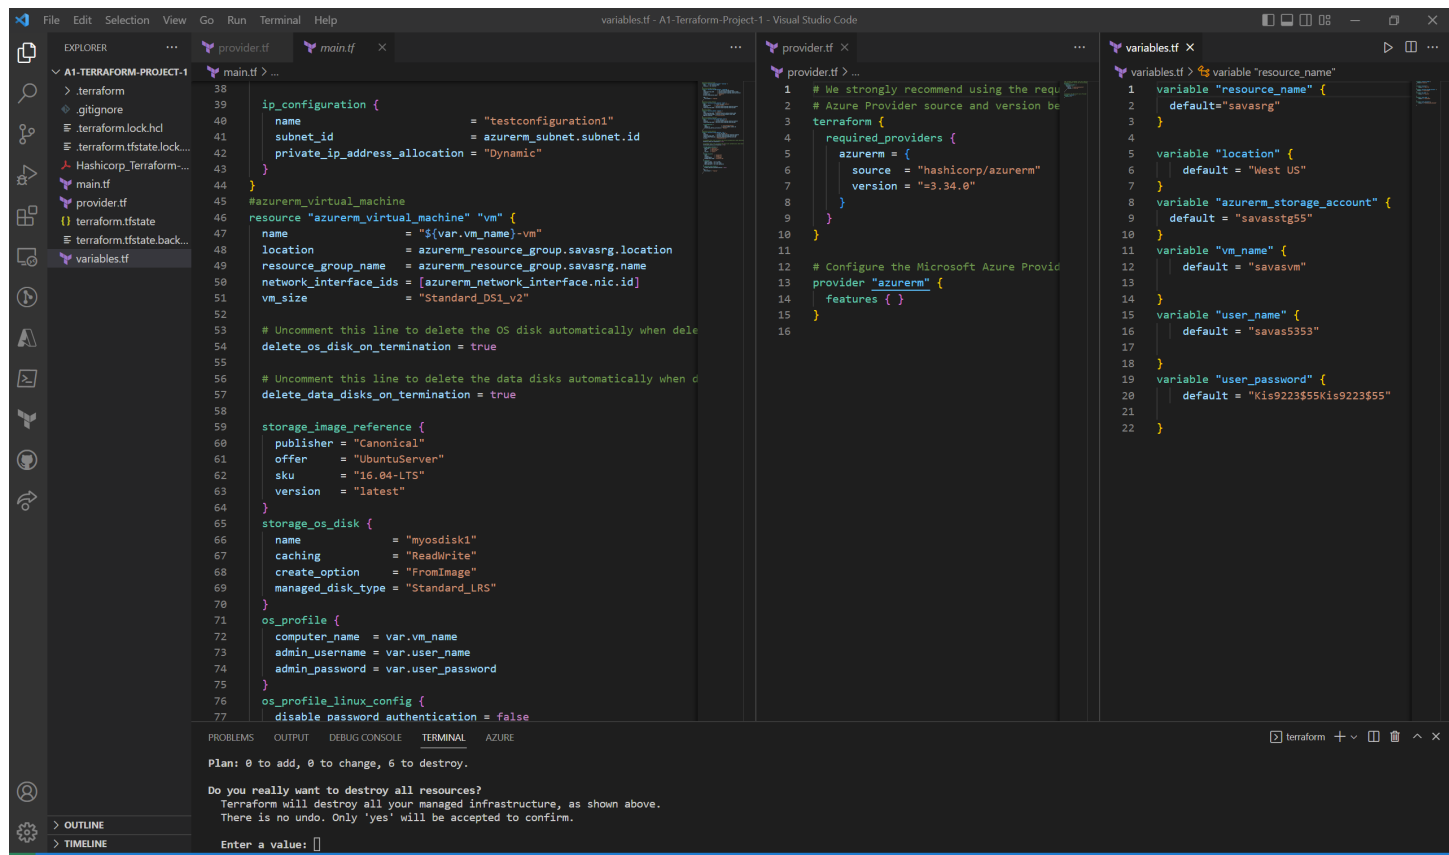 File Edit Selection View Go Run Terminal Help
variables.tf - A1-Terraform-Project-1 - Visual Studio Code
EXPLORER ...
A1-TERRAFORM-PROJECT-1
.terraform
.gitignore
.terraform.lock.hcl
.terraform.tfstate.lock....
Hashicorp_Terraform-...
main.tf
provider.tf
{} terraform.tfstate
terraform.tfstate.back...
variables.tf
OUTLINE
TIMELINE
provider.tf main.tf × ...
main.tf > ...
38
39 ip_configuration {
40 name = "testconfiguration1"
41 subnet_id = azurerm_subnet.subnet.id
42 private_ip_address_allocation = "Dynamic"
43 }
44 }
45 #azurerm_virtual_machine
46 resource "azurerm_virtual_machine" "vm" {
47 name = "${var.vm_name}-vm"
48 location = azurerm_resource_group.savasrg.location
49 resource_group_name = azurerm_resource_group.savasrg.name
50 network_interface_ids = [azurerm_network_interface.nic.id]
51 vm_size = "Standard_DS1_v2"
52
53 # Uncomment this line to delete the OS disk automatically when dele
54 delete_os_disk_on_termination = true
55
56 # Uncomment this line to delete the data disks automatically when d
57 delete_data_disks_on_termination = true
58
59 storage_image_reference {
60 publisher = "Canonical"
61 offer = "UbuntuServer"
62 sku = "16.04-LTS"
63 version = "latest"
64 }
65 storage_os_disk {
66 name = "myosdisk1"
67 caching = "ReadWrite"
68 create_option = "FromImage"
69 managed_disk_type = "Standard_LRS"
70 }
71 os_profile {
72 computer_name = var.vm_name
73 admin_username = var.user_name
74 admin_password = var.user_password
75 }
76 os_profile_linux_config {
77 disable_password_authentication = false
provider.tf × ...
provider.tf > ...
1 # We strongly recommend using the requ
2 # Azure Provider source and version be
3 terraform {
4 required_providers {
5 azurerm = {
6 source = "hashicorp/azurerm"
7 version = "=3.34.0"
8 }
9 }
10 }
11
12 # Configure the Microsoft Azure Provid
13 provider "azurerm" {
14 features { }
15 }
16
variables.tf × ...
variables.tf > variable "resource_name"
1 variable "resource_name" {
2 default="savasrg"
3 }
4
5 variable "location" {
6 default = "West US"
7 }
8 variable "azurerm_storage_account" {
9 default = "savasstg55"
10 }
11 variable "vm_name" {
12 default = "savasvm"
13
14 }
15 variable "user_name" {
16 default = "savas5353"
17
18 }
19 variable "user_password" {
20 default = "Kis9223$55Kis9223$55"
21
22 }
PROBLEMS OUTPUT DEBUG CONSOLE TERMINAL AZURE
terraform
Plan: 0 to add, 0 to change, 6 to destroy.
Do you really want to destroy all resources?
Terraform will destroy all your managed infrastructure, as shown above.
There is no undo. Only 'yes' will be accepted to confirm.
Enter a value: